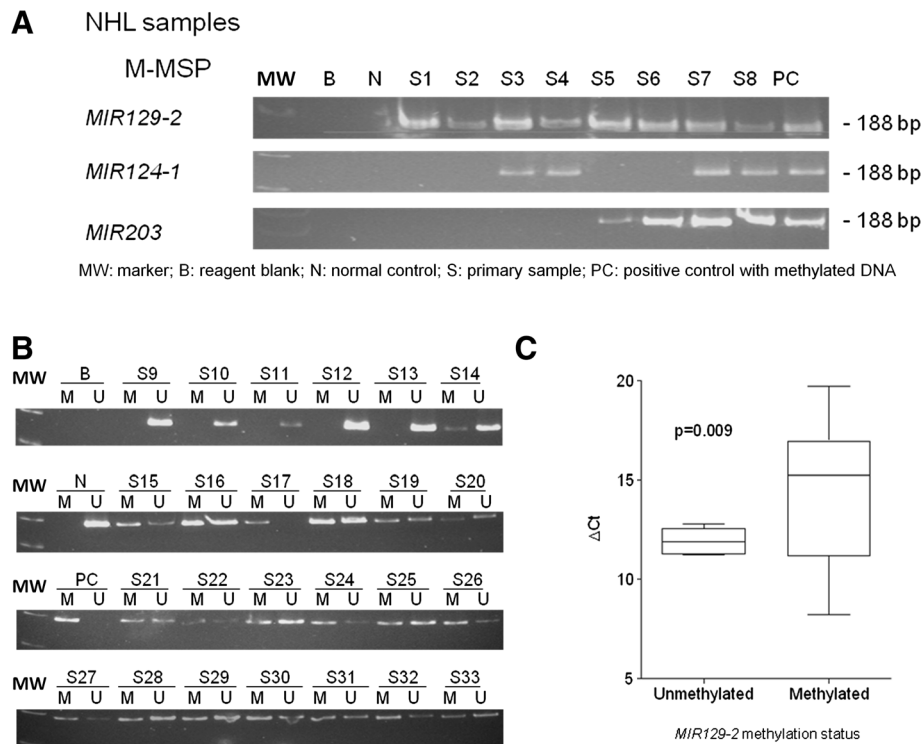 A
NHL samples
M-MSP
MW B N S1 S2 S3 S4 S5 S6 S7 S8 PC
MIR129-2 - 188 bp
MIR124-1 - 188 bp
MIR203 - 188 bp
MW: marker; B: reagent blank; N: normal control; S: primary sample; PC: positive control with methylated DNA
B
MW B S9 S10 S11 S12 S13 S14
M U M U M U M U M U M U M U
MW N S15 S16 S17 S18 S19 S20
M U M U M U M U M U M U M U
MW PC S21 S22 S23 S24 S25 S26
M U M U M U M U M U M U M U
MW S27 S28 S29 S30 S31 S32 S33
M U M U M U M U M U M U M U
C
20
p=0.009
15
ΔCt
10
5
Unmethylated Methylated
MIR129-2 methylation status